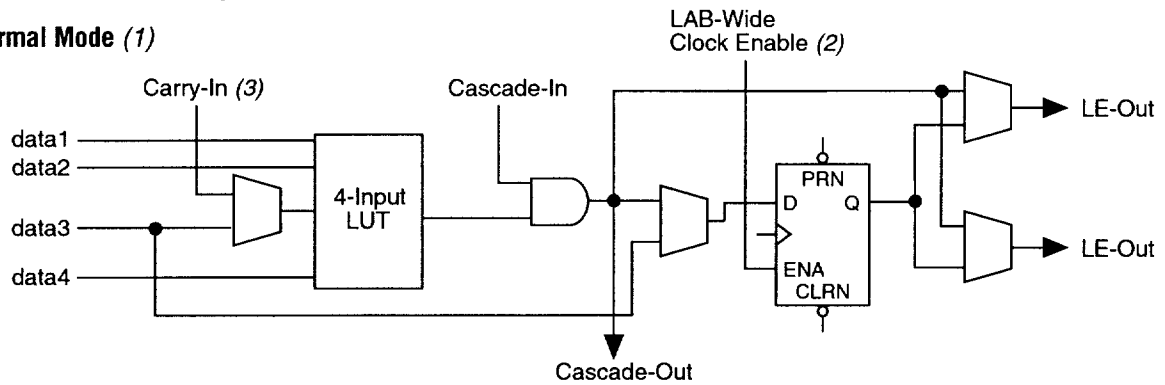 LAB-Wide
Clock Enable (2)
rmal Mode (1)
Carry-In (3)
Cascade-In
data1
data2
data3
data4
4-Input
LUT
PRN
D
Q
ENA
CLRN
LE-Out
LE-Out
Cascade-Out